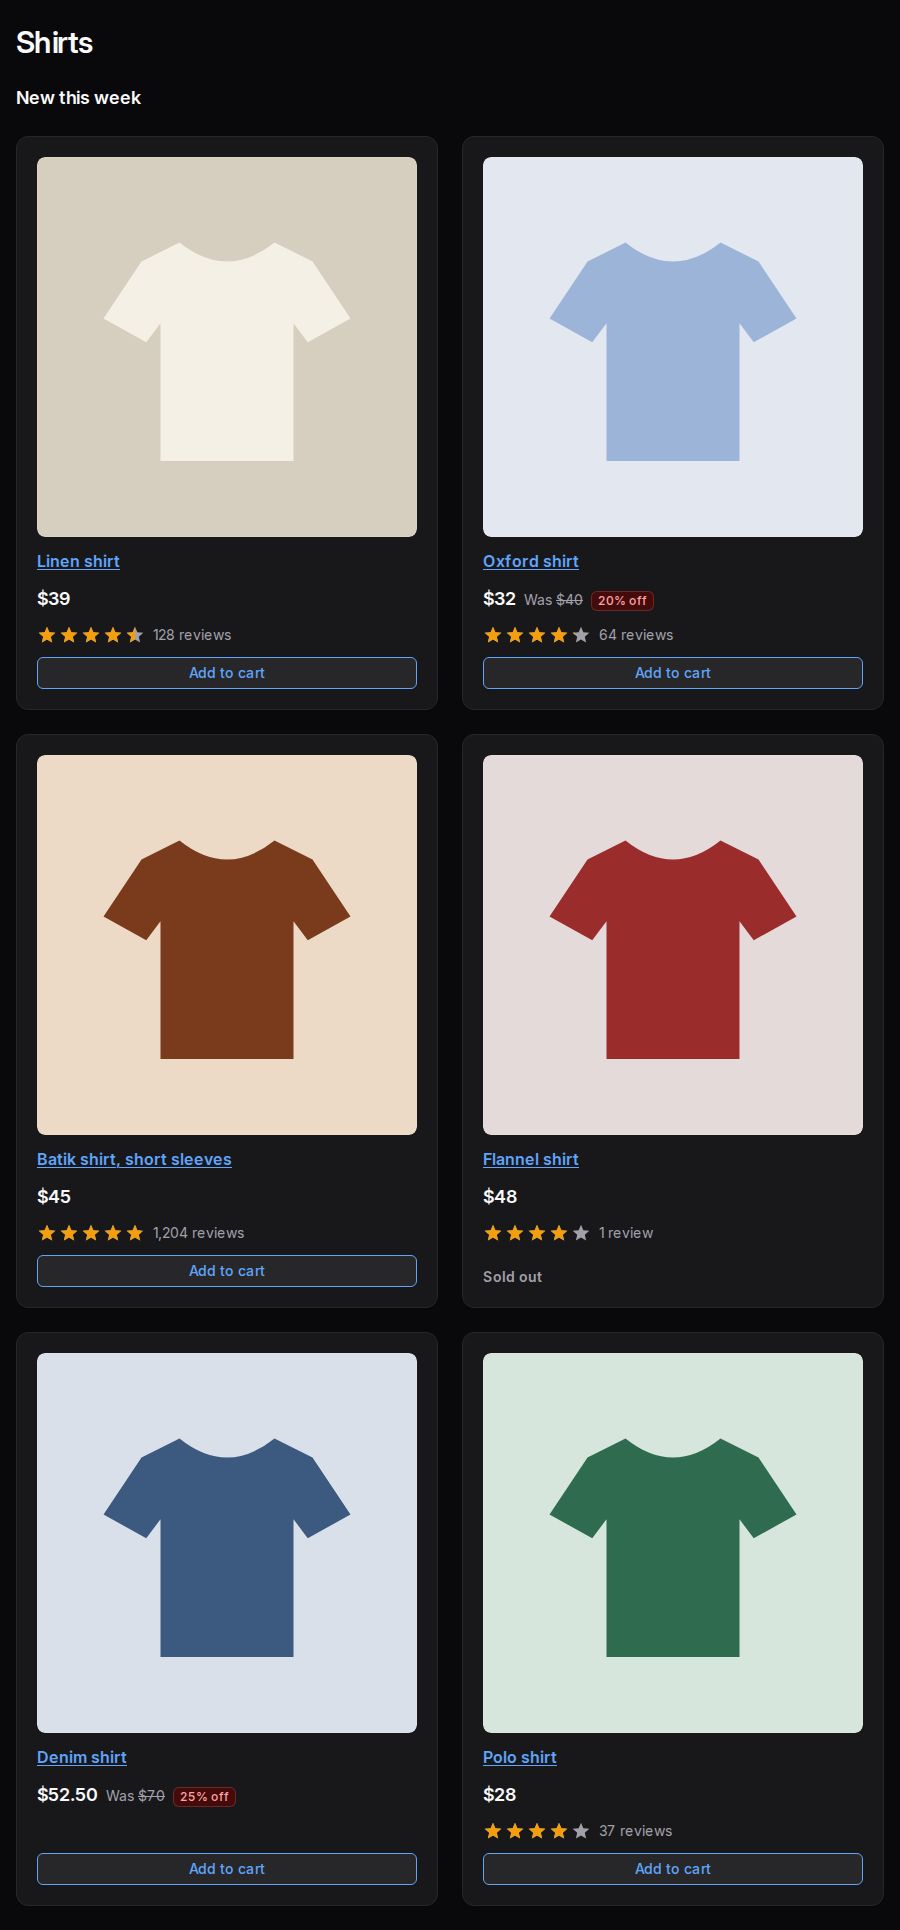 Shirts
New this week
Linen shirt
$39
128 reviews
Add to cart
Oxford shirt
$32 Was $40 20% off
64 reviews
Add to cart
Batik shirt, short sleeves
$45
1,204 reviews
Add to cart
Flannel shirt
$48
1 review
Sold out
Denim shirt
$52.50 Was $70 25% off
Add to cart
Polo shirt
$28
37 reviews
Add to cart